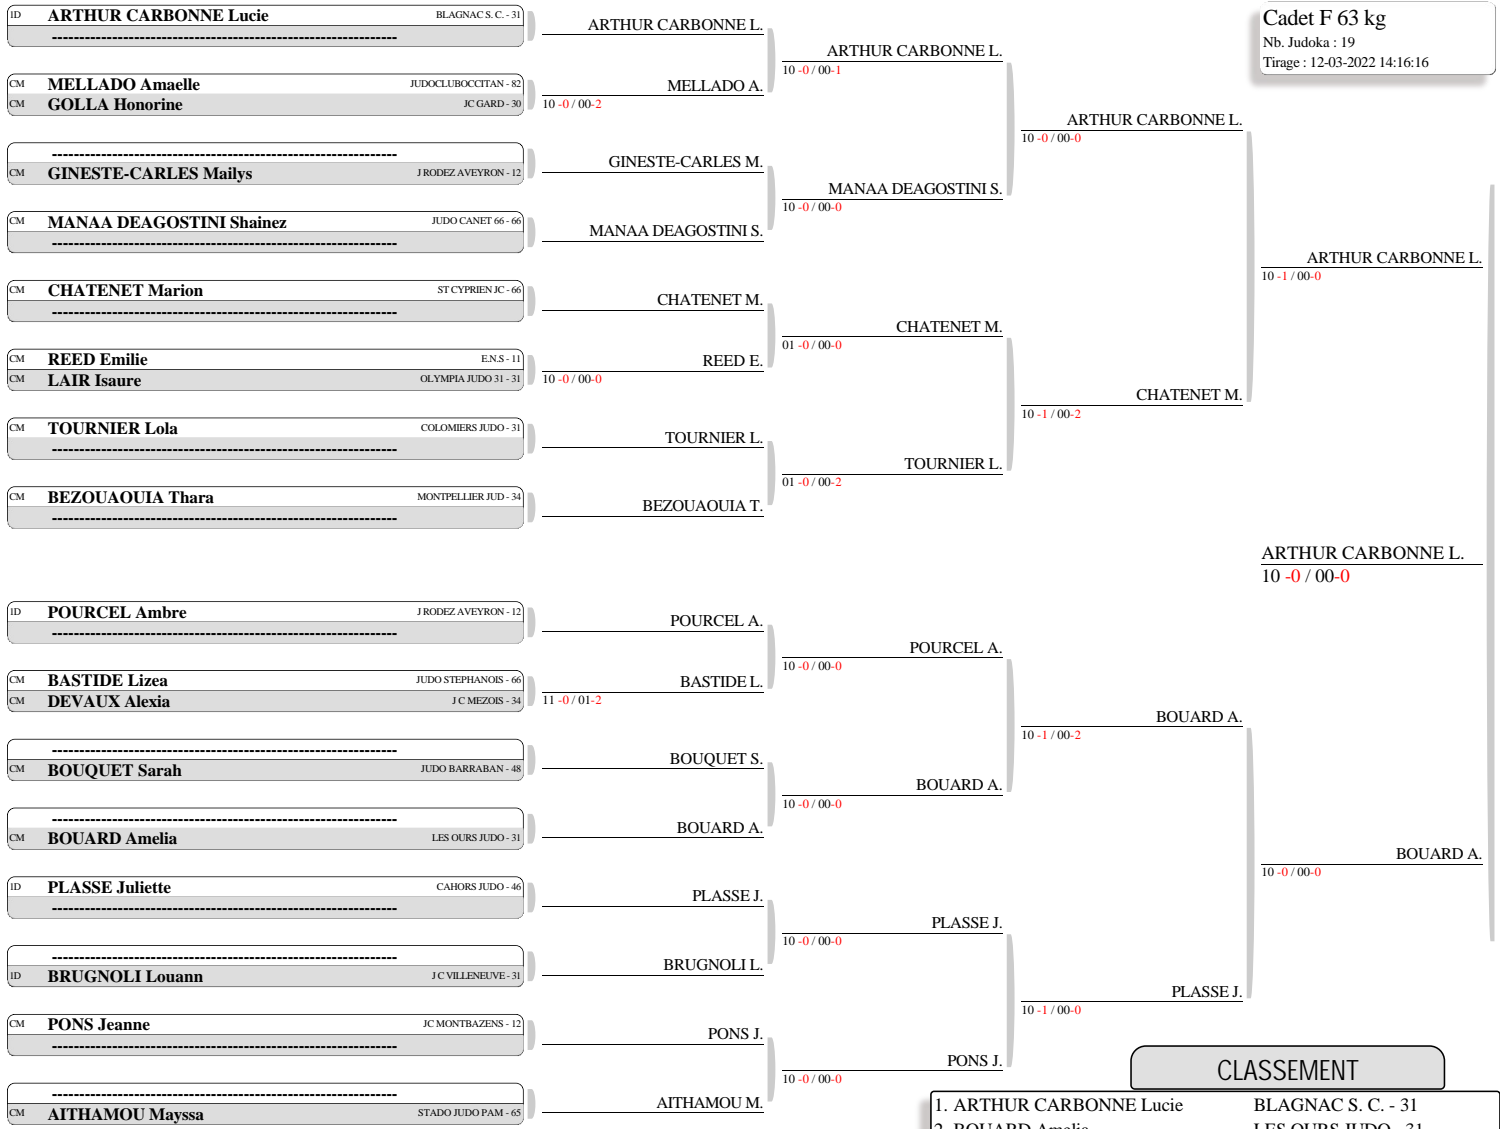 Cadet F 63 kg
Nb. Judoka : 19
Tirage : 12-03-2022 14:16:16
1D ARTHUR CARBONNE Lucie BLAGNAC S. C. - 31
---------------------------------------------------------------
CM MELLADO Amaelle JUDOCLUBOCCITAN - 82
CM GOLLA Honorine JC GARD - 30
---------------------------------------------------------------
CM GINESTE-CARLES Mailys J RODEZ AVEYRON - 12
CM MANAA DEAGOSTINI Shainez JUDO CANET 66 - 66
---------------------------------------------------------------
CM CHATENET Marion ST CYPRIEN JC - 66
---------------------------------------------------------------
CM REED Emilie E.N.S - 11
CM LAIR Isaure OLYMPIA JUDO 31 - 31
CM TOURNIER Lola COLOMIERS JUDO - 31
---------------------------------------------------------------
CM BEZOUAOUIA Thara MONTPELLIER JUD - 34
---------------------------------------------------------------
1D POURCEL Ambre J RODEZ AVEYRON - 12
---------------------------------------------------------------
CM BASTIDE Lizea JUDO STEPHANOIS - 66
CM DEVAUX Alexia J C MEZOIS - 34
---------------------------------------------------------------
CM BOUQUET Sarah JUDO BARRABAN - 48
---------------------------------------------------------------
CM BOUARD Amelia LES OURS JUDO - 31
1D PLASSE Juliette CAHORS JUDO - 46
---------------------------------------------------------------
---------------------------------------------------------------
1D BRUGNOLI Louann J C VILLENEUVE - 31
CM PONS Jeanne JC MONTBAZENS - 12
---------------------------------------------------------------
---------------------------------------------------------------
CM AITHAMOU Mayssa STADO JUDO PAM - 65
ARTHUR CARBONNE L.
MELLADO A.
10 -0 / 00-2
GINESTE-CARLES M.
MANAA DEAGOSTINI S.
CHATENET M.
REED E.
10 -0 / 00-0
TOURNIER L.
BEZOUAOUIA T.
POURCEL A.
BASTIDE L.
11 -0 / 01-2
BOUQUET S.
BOUARD A.
PLASSE J.
BRUGNOLI L.
PONS J.
AITHAMOU M.
ARTHUR CARBONNE L.
10 -0 / 00-1
MANAA DEAGOSTINI S.
10 -0 / 00-0
CHATENET M.
01 -0 / 00-0
TOURNIER L.
01 -0 / 00-2
POURCEL A.
10 -0 / 00-0
BOUARD A.
10 -0 / 00-0
PLASSE J.
10 -0 / 00-0
PONS J.
10 -0 / 00-0
ARTHUR CARBONNE L.
10 -0 / 00-0
CHATENET M.
10 -1 / 00-2
BOUARD A.
10 -1 / 00-2
PLASSE J.
10 -1 / 00-0
ARTHUR CARBONNE L.
10 -1 / 00-0
BOUARD A.
10 -0 / 00-0
ARTHUR CARBONNE L.
10 -0 / 00-0
CLASSEMENT
1. ARTHUR CARBONNE Lucie BLAGNAC S. C. - 31
2. BOUARD Amelia LES OURS JUDO - 31